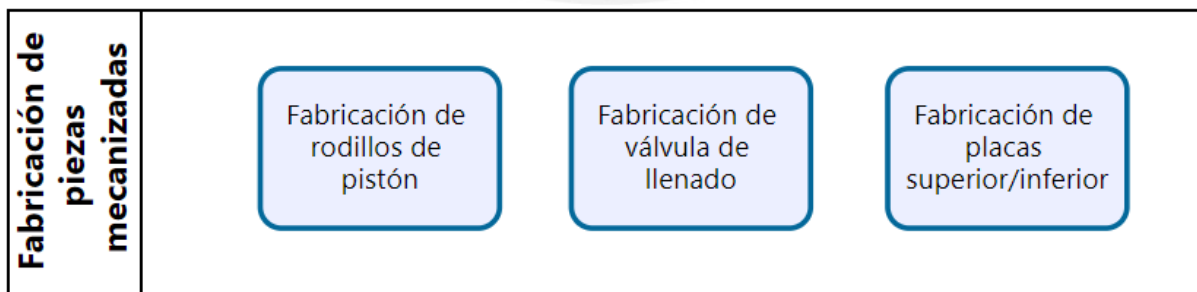 Fabricación de
piezas
mecanizadas
Fabricación de
rodillos de
pistón
Fabricación de
válvula de
llenado
Fabricación de
placas
superior/inferior